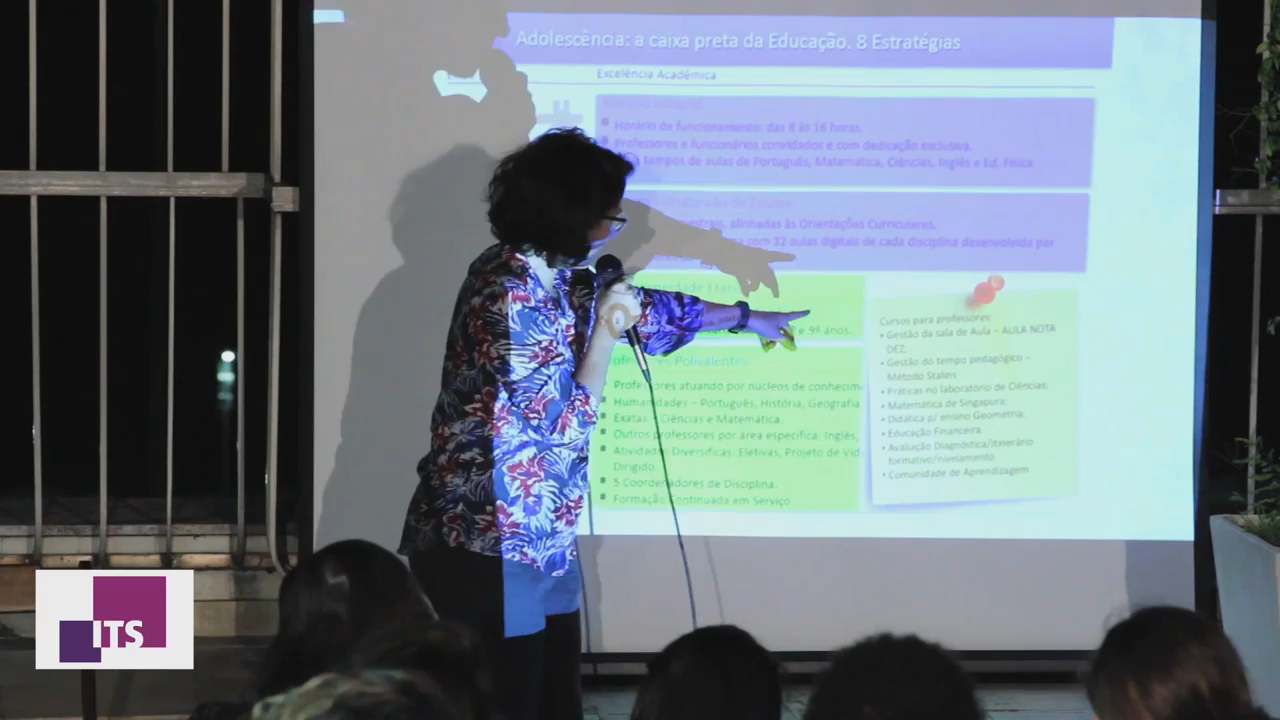 Adolescência: a caixa preta da Educação. 8 Estratégias
Excelência Acadêmica
Horário de funcionamento: das 8 às 16 horas.
Professores e funcionários convidados e com dedicação exclusiva.
tempos de aulas de Português, Matemática, Ciências, Inglês e Ed. Física.
alinhadas às Orientações Curriculares.
com 32 aulas digitais de cada disciplina desenvolvida por
e 9º anos.
Polivalentes
Professores atuando por núcleos de conhecim
Humanidades – Português, História, Geografia
Exatas – Ciências e Matemática
Outros professores por área específica: Inglês,
Atividades Diversificas: Eletivas, Projeto de Vid
Dirigido
5 Coordenadores de Disciplina.
Formação Continuada em Serviço
Cursos para professores:
• Gestão da sala de Aula – AULA NOTA
DEZ;
• Gestão do tempo pedagógico –
Método Stalins
• Práticas no laboratório de Ciências;
• Matemática de Singapura;
• Didática p/ ensino Geometria;
• Educação Financeira
• Avaliação Diagnóstica/itinerário
formativo/nivelamento
• Comunidade de Aprendizagem
ITS